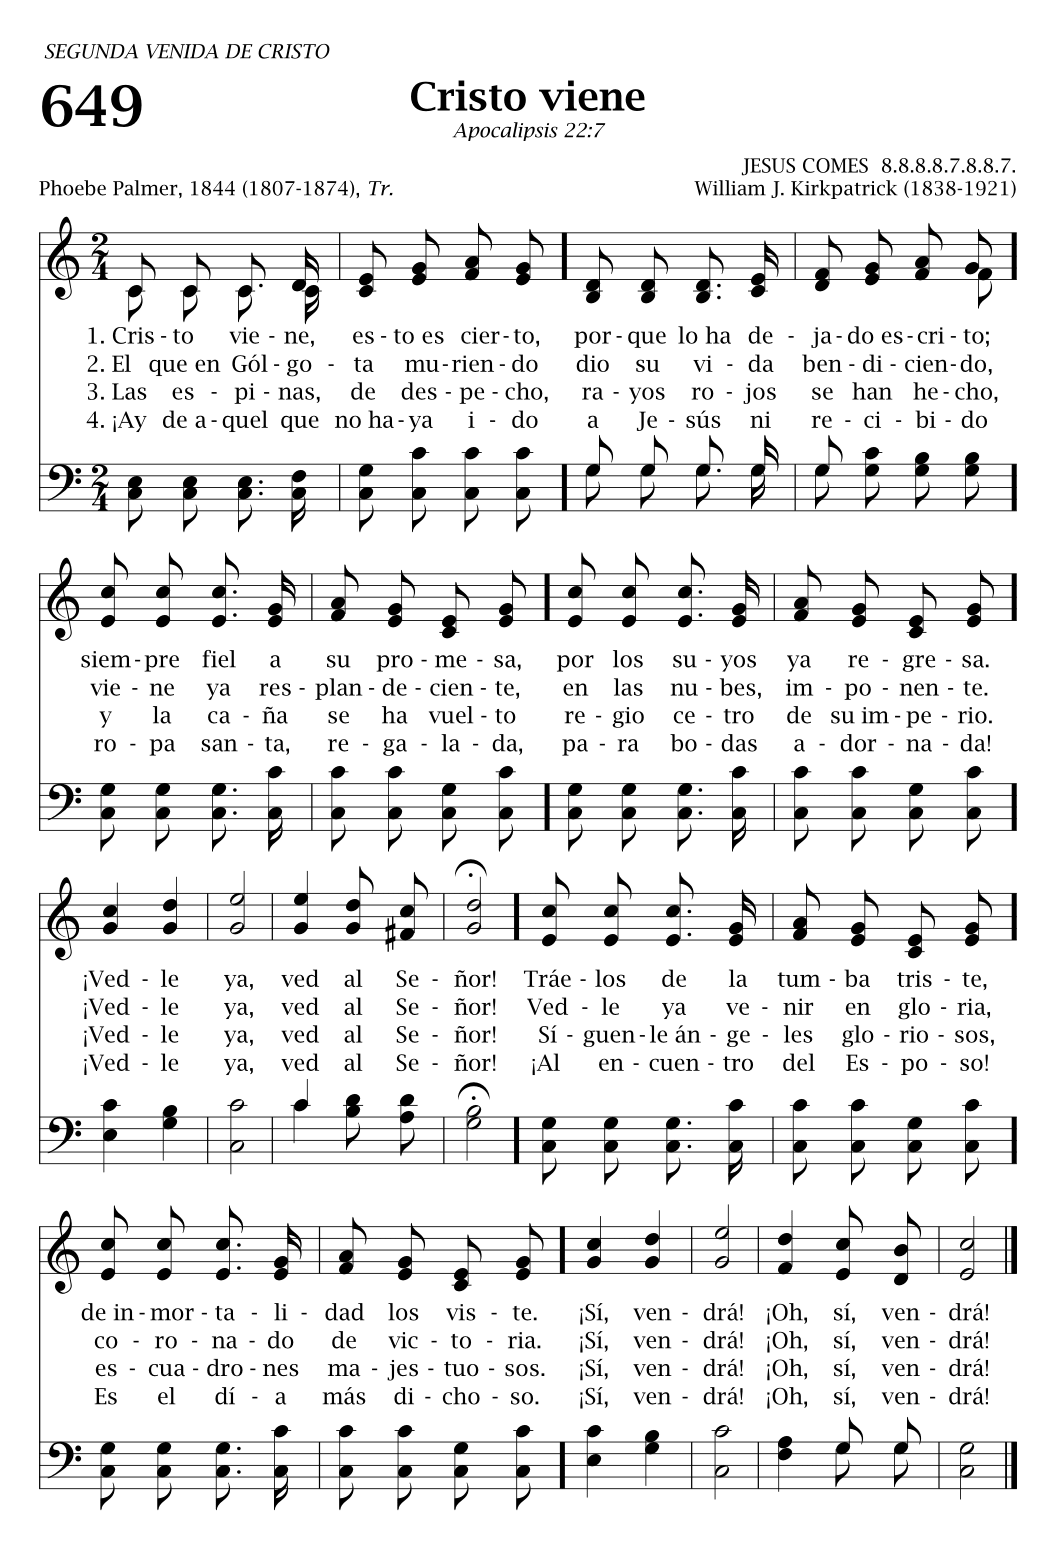 SEGUNDA VENIDA DE CRISTO
649
Cristo viene
Apocalipsis 22:7
JESUS COMES 8.8.8.8.7.8.8.7.
Phoebe Palmer, 1844 (1807-1874), Tr.
William J. Kirkpatrick (1838-1921)
1. Cris - to vie - ne, es - to es cier - to, por - que lo ha de - ja - do es - cri - to;
2. El que en Gól - go - ta mu - rien - do dio su vi - da ben - di - cien - do,
3. Las es - pi - nas, de des - pe - cho, ra - yos ro - jos se han he - cho,
4. ¡Ay de a - quel que no ha - ya i - do a Je - sús ni re - ci - bi - do
siem - pre fiel a su pro - me - sa, por los su - yos ya re - gre - sa.
vie - ne ya res - plan - de - cien - te, en las nu - bes, im - po - nen - te.
y la ca - ña se ha vuel - to re - gio ce - tro de su im - pe - rio.
ro - pa san - ta, re - ga - la - da, pa - ra bo - das a - dor - na - da!
¡Ved - le ya, ved al Se - ñor! Tráe - los de la tum - ba tris - te,
¡Ved - le ya, ved al Se - ñor! Ved - le ya ve - nir en glo - ria,
¡Ved - le ya, ved al Se - ñor! Sí - guen - le án - ge - les glo - rio - sos,
¡Ved - le ya, ved al Se - ñor! ¡Al en - cuen - tro del Es - po - so!
de in - mor - ta - li - dad los vis - te. ¡Sí, ven - drá! ¡Oh, sí, ven - drá!
co - ro - na - do de vic - to - ria. ¡Sí, ven - drá! ¡Oh, sí, ven - drá!
es - cua - dro - nes ma - jes - tuo - sos. ¡Sí, ven - drá! ¡Oh, sí, ven - drá!
Es el dí - a más di - cho - so. ¡Sí, ven - drá! ¡Oh, sí, ven - drá!